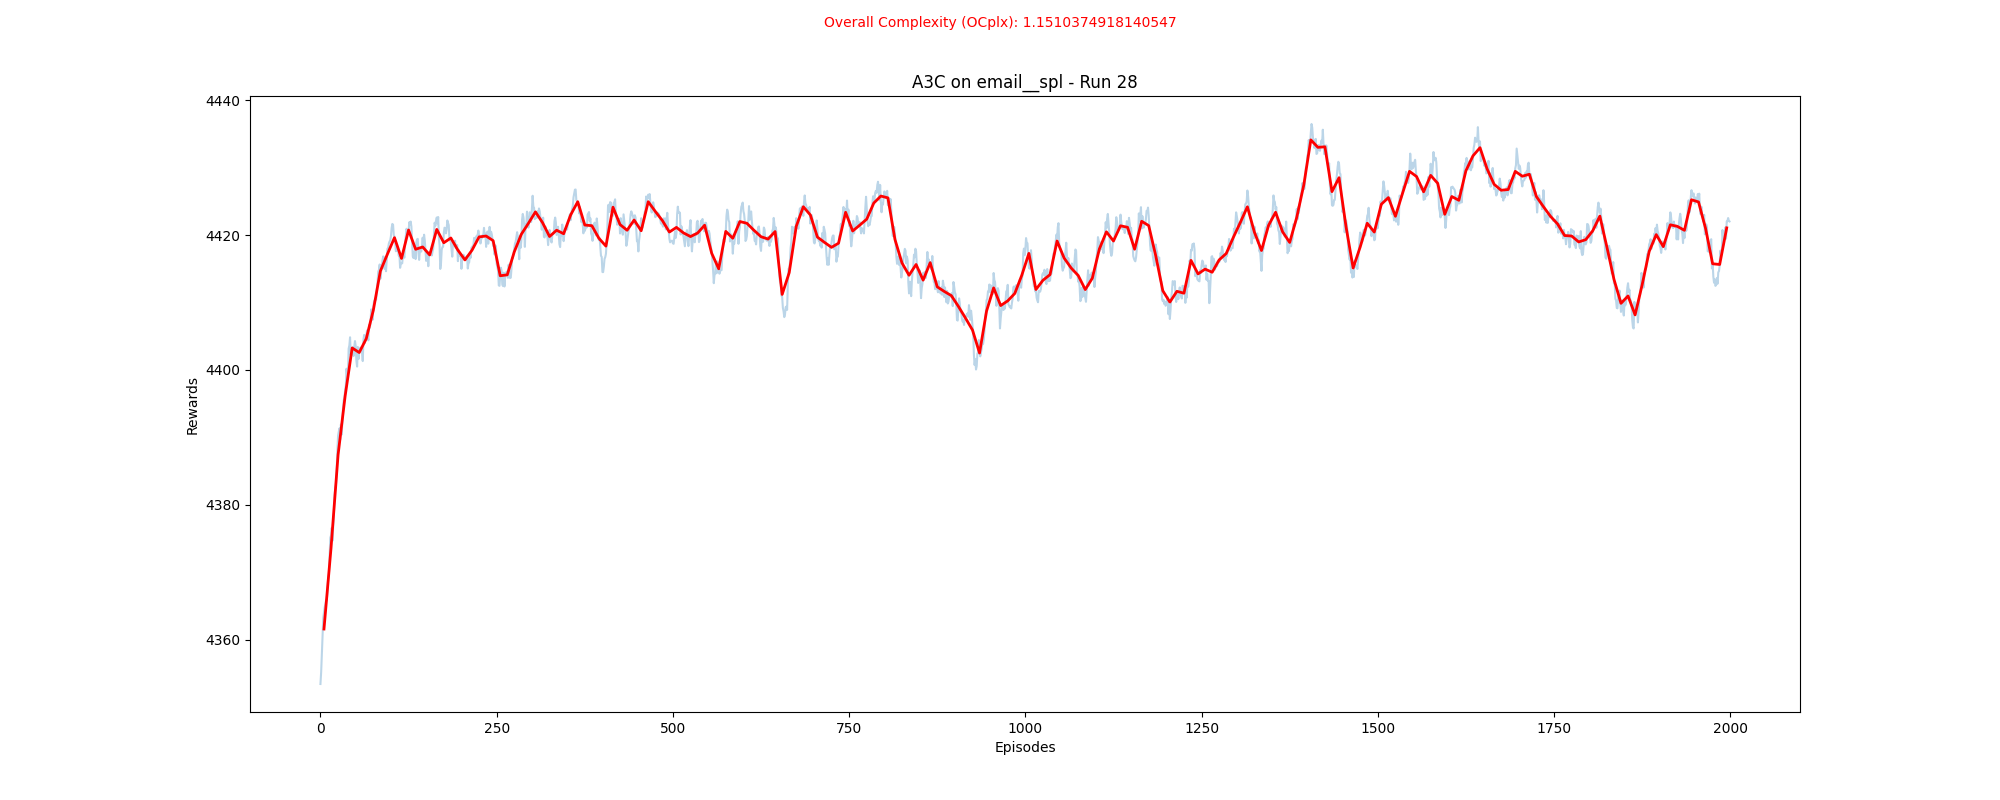 Overall Complexity (OCplx): 1.1510374918140547
A3C on email__spl - Run 28
4440
4420
4400
4380
4360
Rewards
0 250 500 750 1000 1250 1500 1750 2000
Episodes